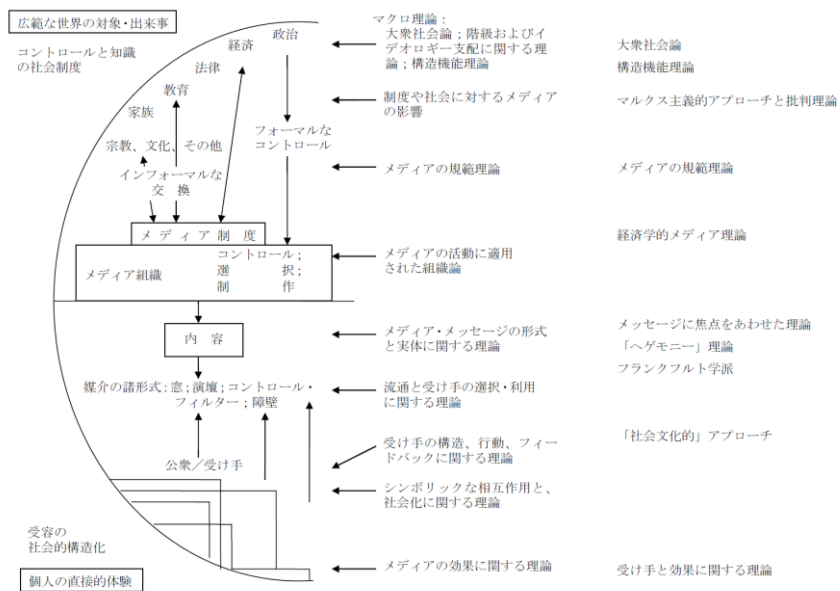 広範な世界の対象・出来事
コントロールと知識
の社会制度
政治
経済
法律
教育
家族
宗教、文化、その他
インフォーマルな
交　換
フォーマルな
コントロール
メ デ ィ ア 制 度
メディア組織
コントロール；
選　　　択；
制　　　作
内　容
媒介の諸形式：窓；演壇；コントロール・
フィルター；障壁
公衆／受け手
受容の
社会的構造化
個人の直接的体験
マクロ理論：
大衆社会論；階級およびイ
デオロギー支配に関する理
論；構造機能理論
制度や社会に対するメディア
の影響
メディアの規範理論
メディアの活動に適用
された組織論
メディア・メッセージの形式
と実体に関する理論
流通と受け手の選択・利用
に関する理論
受け手の構造、行動、フィー
ドバックに関する理論
シンボリックな相互作用と、
社会化に関する理論
メディアの効果に関する理論
大衆社会論
構造機能理論
マルクス主義的アプローチと批判理論
メディアの規範理論
経済学的メディア理論
メッセージに焦点をあわせた理論
「ヘゲモニー」理論
フランクフルト学派
「社会文化的」アプローチ
受け手と効果に関する理論